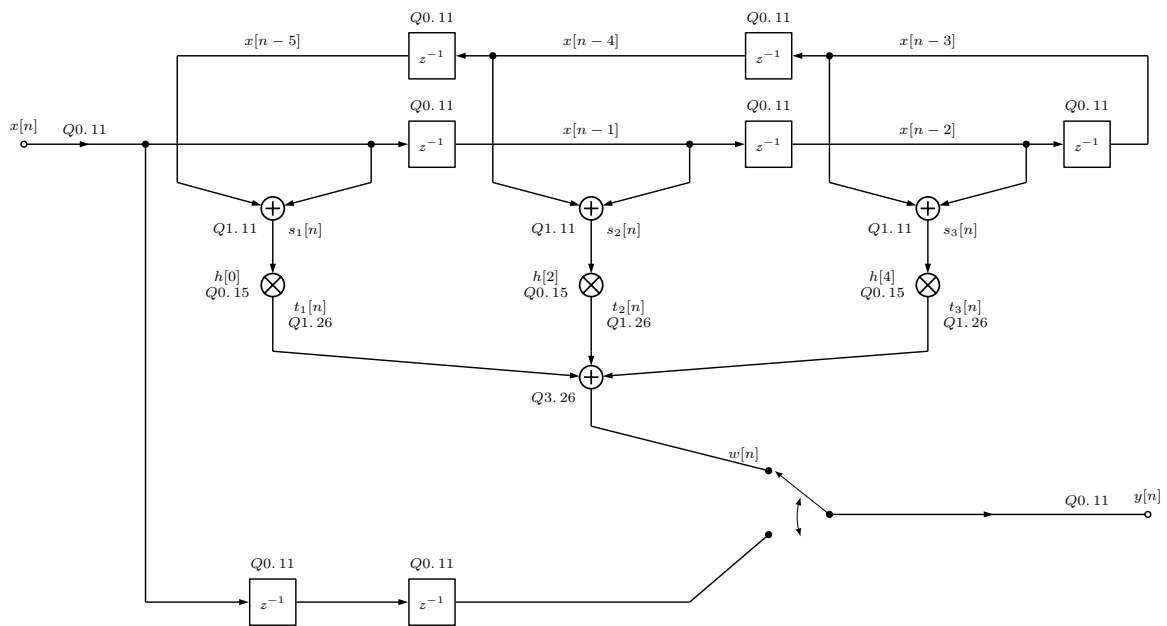 Q0.11 Q0.11
x[n−5] z⁻¹ x[n−4] z⁻¹ x[n−3]
Q0.11 Q0.11 Q0.11
x[n] Q0.11 z⁻¹ x[n−1] z⁻¹ x[n−2] z⁻¹
Q1.11 s₁[n] Q1.11 s₂[n] Q1.11 s₃[n]
h[0] h[2] h[4]
Q0.15 Q0.15 Q0.15
t₁[n] t₂[n] t₃[n]
Q1.26 Q1.26 Q1.26
Q3.26
w[n]
Q0.11 y[n]
Q0.11 Q0.11
z⁻¹ z⁻¹